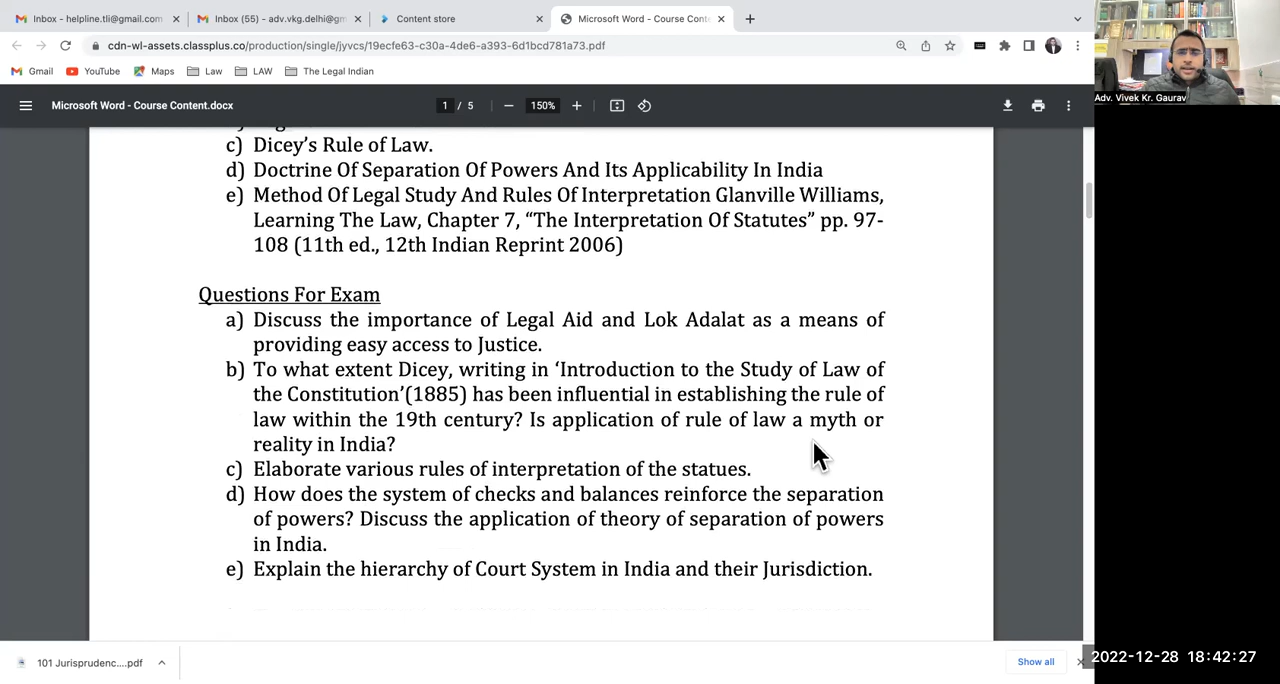 Inbox - helpline.tli@gmail.com
Inbox (55) - adv.vkg.delhi@gm
Content store
Microsoft Word - Course Conte
cdn-wl-assets.classplus.co/production/single/jyvcs/19ecfe63-c30a-4de6-a393-6d1bcd781a73.pdf
Gmail
YouTube
Maps
Law
LAW
The Legal Indian
Adv. Vivek Kr. Gaurav
Microsoft Word - Course Content.docx
1 / 5
150%
c) Dicey's Rule of Law.
d) Doctrine Of Separation Of Powers And Its Applicability In India
e) Method Of Legal Study And Rules Of Interpretation Glanville Williams,
Learning The Law, Chapter 7, “The Interpretation Of Statutes” pp. 97-
108 (11th ed., 12th Indian Reprint 2006)
Questions For Exam
a) Discuss the importance of Legal Aid and Lok Adalat as a means of
providing easy access to Justice.
b) To what extent Dicey, writing in ‘Introduction to the Study of Law of
the Constitution’(1885) has been influential in establishing the rule of
law within the 19th century? Is application of rule of law a myth or
reality in India?
c) Elaborate various rules of interpretation of the statues.
d) How does the system of checks and balances reinforce the separation
of powers? Discuss the application of theory of separation of powers
in India.
e) Explain the hierarchy of Court System in India and their Jurisdiction.
101 Jurisprudenc....pdf
Show all
2022-12-28 18:42:27